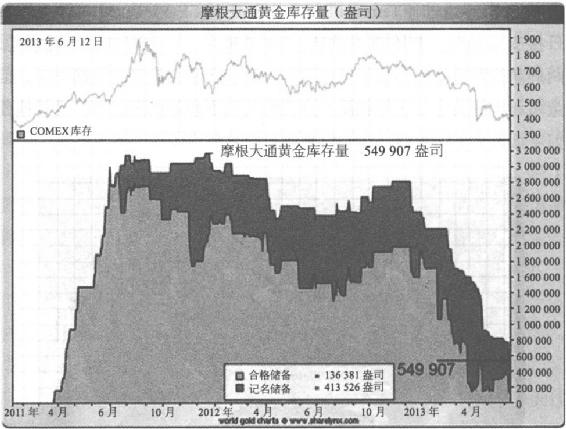 摩根大通黄金库存量（盎司）
2013 年 6 月 12 日
1 900
1 800
1 700
1 600
1 500
1 400
1 300
COMEX 库存
摩根大通黄金库存量 549 907 盎司
3 200 000
3 000 000
2 800 000
2 600 000
2 400 000
2 200 000
2 000 000
1 800 000
1 600 000
1 400 000
1 200 000
1 000 000
800 000
600 000
400 000
200 000
0
549 907
合格储备 136 381 盎司
记名储备 413 526 盎司
2011 年 4 月 6 月 10 月 2012 年 4 月 6 月 10 月 2013 年 4 月
world gold charts © www.sharelynx.com